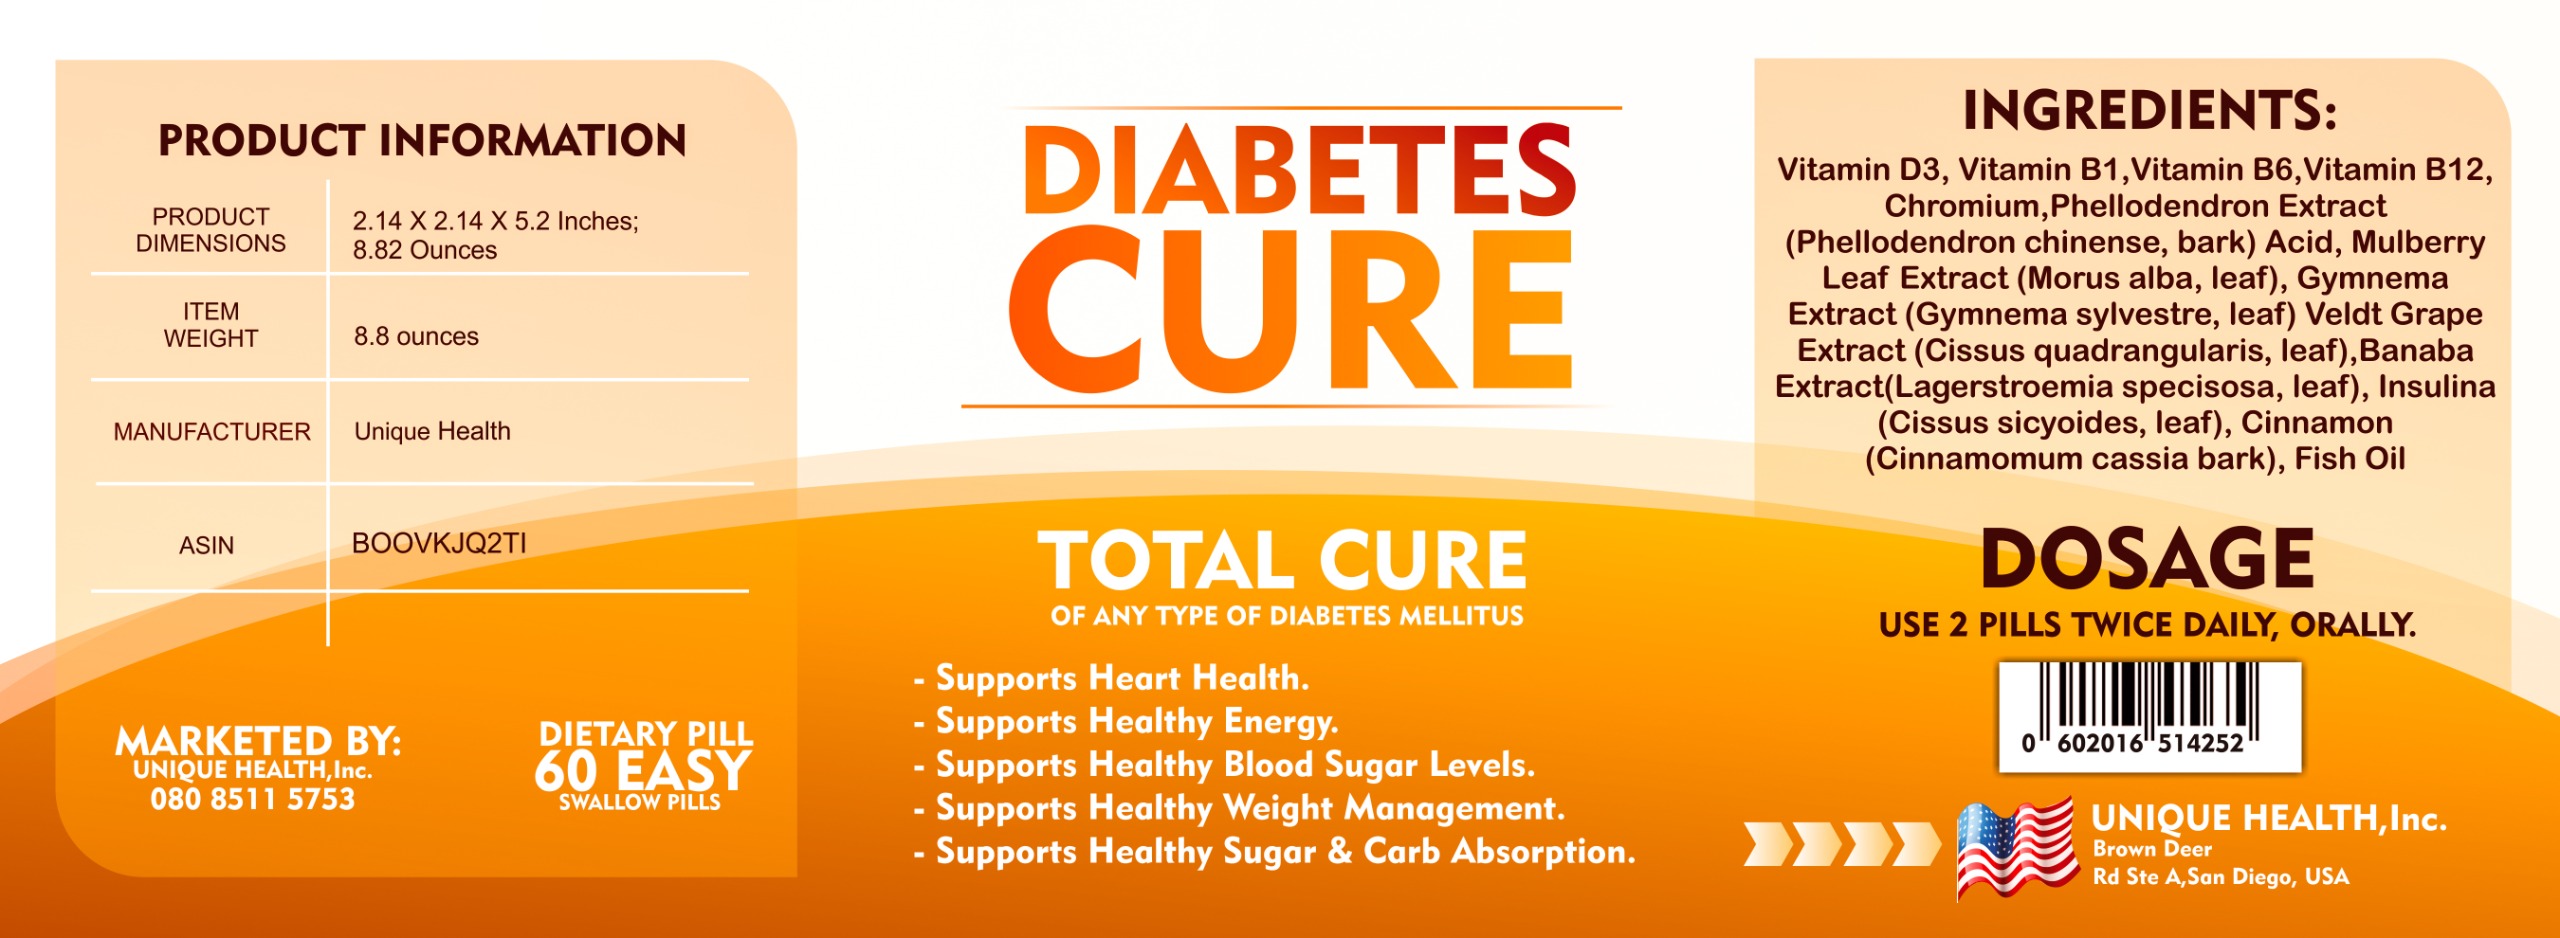 PRODUCT INFORMATION
PRODUCT
DIMENSIONS
2.14 X 2.14 X 5.2 Inches;
8.82 Ounces
ITEM
WEIGHT
8.8 ounces
MANUFACTURER
Unique Health
ASIN
BOOVKJQ2TI
MARKETED BY:
UNIQUE HEALTH,Inc.
080 8511 5753
DIETARY PILL
60 EASY
SWALLOW PILLS
DIABETES
CURE
TOTAL CURE
OF ANY TYPE OF DIABETES MELLITUS
- Supports Heart Health.
- Supports Healthy Energy.
- Supports Healthy Blood Sugar Levels.
- Supports Healthy Weight Management.
- Supports Healthy Sugar & Carb Absorption.
INGREDIENTS:
Vitamin D3, Vitamin B1,Vitamin B6,Vitamin B12,
Chromium,Phellodendron Extract
(Phellodendron chinense, bark) Acid, Mulberry
Leaf Extract (Morus alba, leaf), Gymnema
Extract (Gymnema sylvestre, leaf) Veldt Grape
Extract (Cissus quadrangularis, leaf),Banaba
Extract(Lagerstroemia specisosa, leaf), Insulina
(Cissus sicyoides, leaf), Cinnamon
(Cinnamomum cassia bark), Fish Oil
DOSAGE
USE 2 PILLS TWICE DAILY, ORALLY.
0 602016 514252
UNIQUE HEALTH,Inc.
Brown Deer
Rd Ste A,San Diego, USA